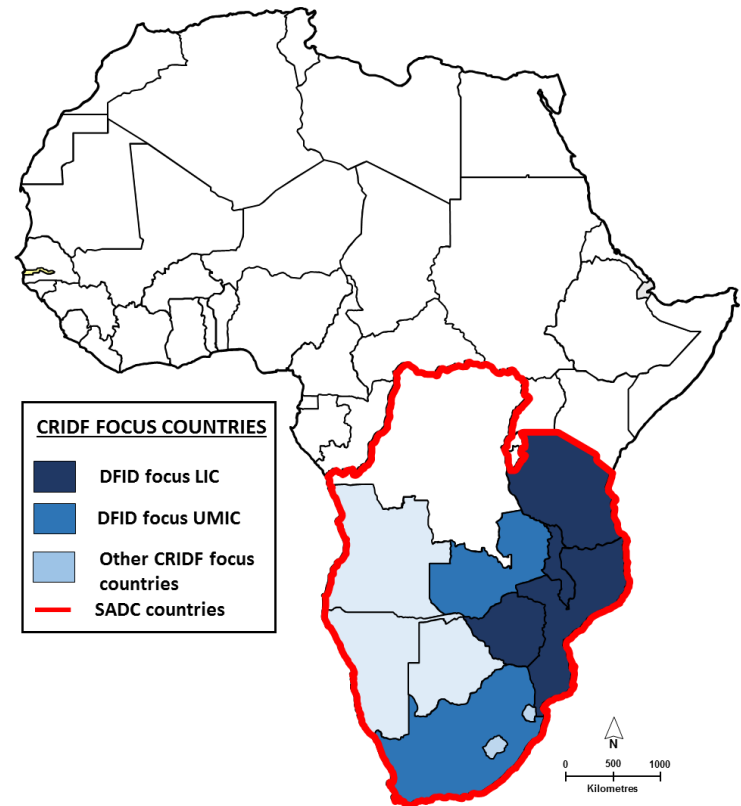 CRIDF FOCUS COUNTRIES
DFID focus LIC
DFID focus UMIC
Other CRIDF focus
countries
SADC countries
N
0 500 1000
Kilometres